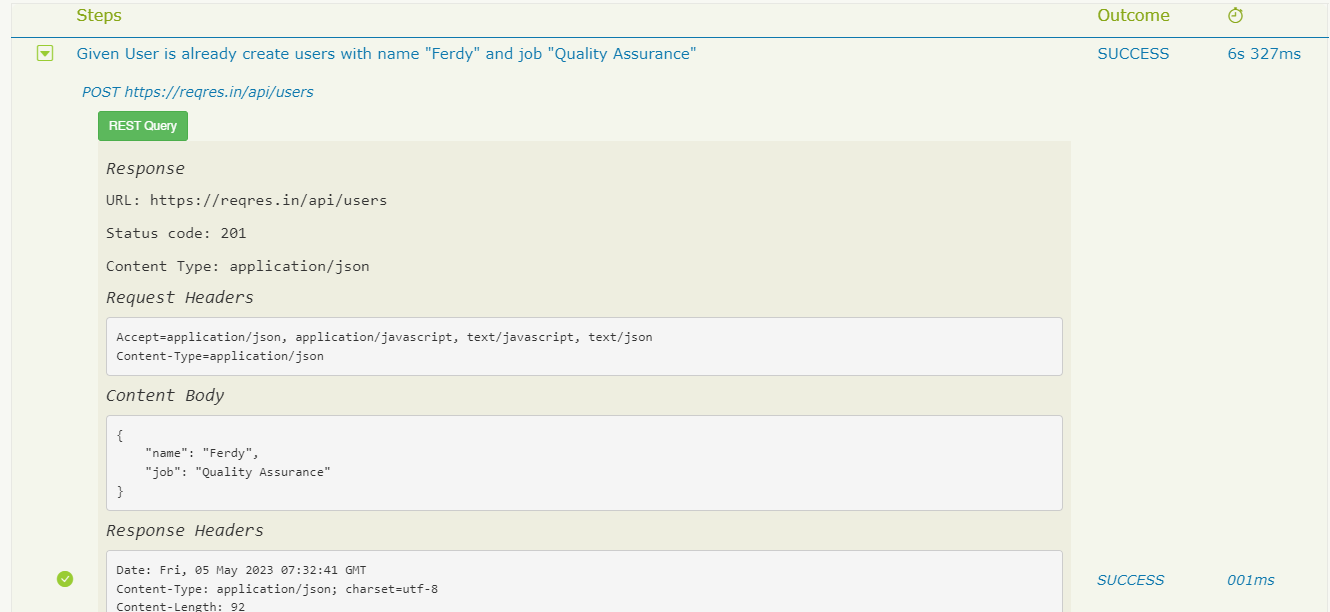 Steps Outcome
Given User is already create users with name "Ferdy" and job "Quality Assurance" SUCCESS 6s 327ms
POST https://reqres.in/api/users
REST Query
Response
URL: https://reqres.in/api/users
Status code: 201
Content Type: application/json
Request Headers
Accept=application/json, application/javascript, text/javascript, text/json
Content-Type=application/json
Content Body
{
    "name": "Ferdy",
    "job": "Quality Assurance"
}
Response Headers
Date: Fri, 05 May 2023 07:32:41 GMT
SUCCESS 001ms
Content-Type: application/json; charset=utf-8
Content-Length: 92